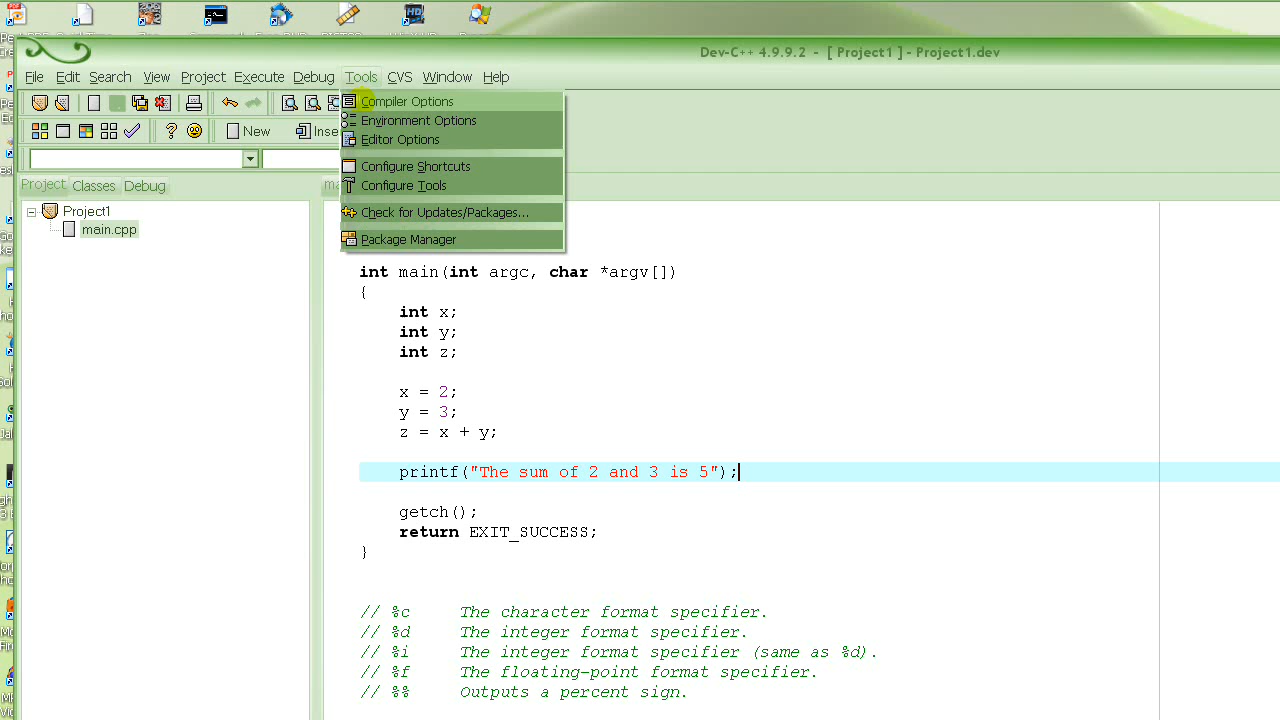 Dev-C++ 4.9.9.2 - [ Project1 ] - Project1.dev
File Edit Search View Project Execute Debug Tools CVS Window Help
Compiler Options
Environment Options
New
Editor Options
Configure Shortcuts
Configure Tools
Project Classes Debug
Check for Updates/Packages...
Project1
main.cpp
Package Manager
int main(int argc, char *argv[])
{
int x;
int y;
int z;
x = 2;
y = 3;
z = x + y;
printf("The sum of 2 and 3 is 5");
getch();
return EXIT_SUCCESS;
}
// %c The character format specifier.
// %d The integer format specifier.
// %i The integer format specifier (same as %d).
// %f The floating-point format specifier.
// %% Outputs a percent sign.